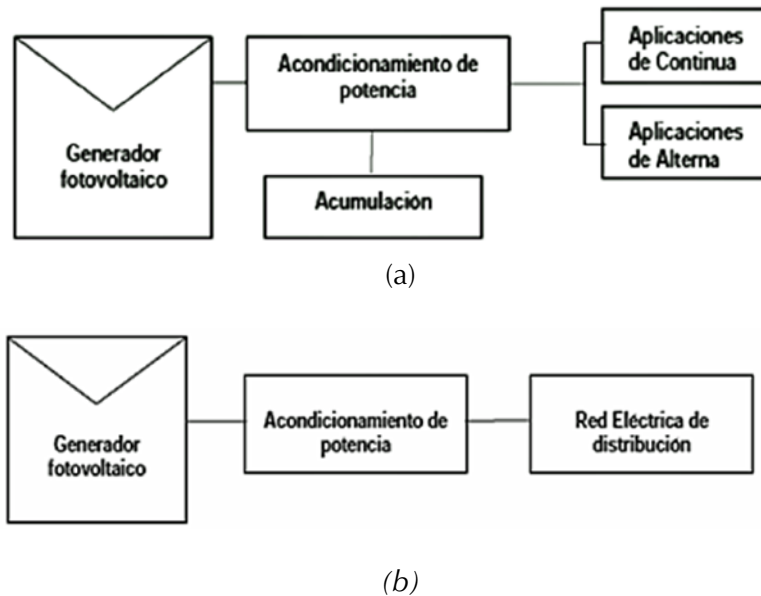 Generador
fotovoltaico
Acondicionamiento de
potencia
Acumulación
Aplicaciones
de Continua
Aplicaciones
de Alterna
(a)
Generador
fotovoltaico
Acondicionamiento de
potencia
Red Eléctrica de
distribución
(b)